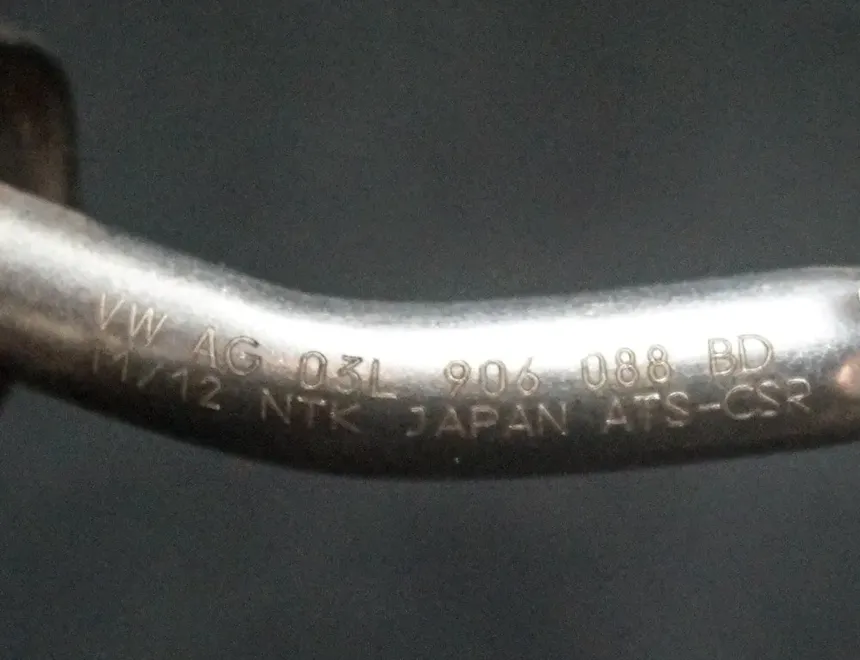 VW AG 03L 906 088 BD
11/12 NTK JAPAN ATS-CSR